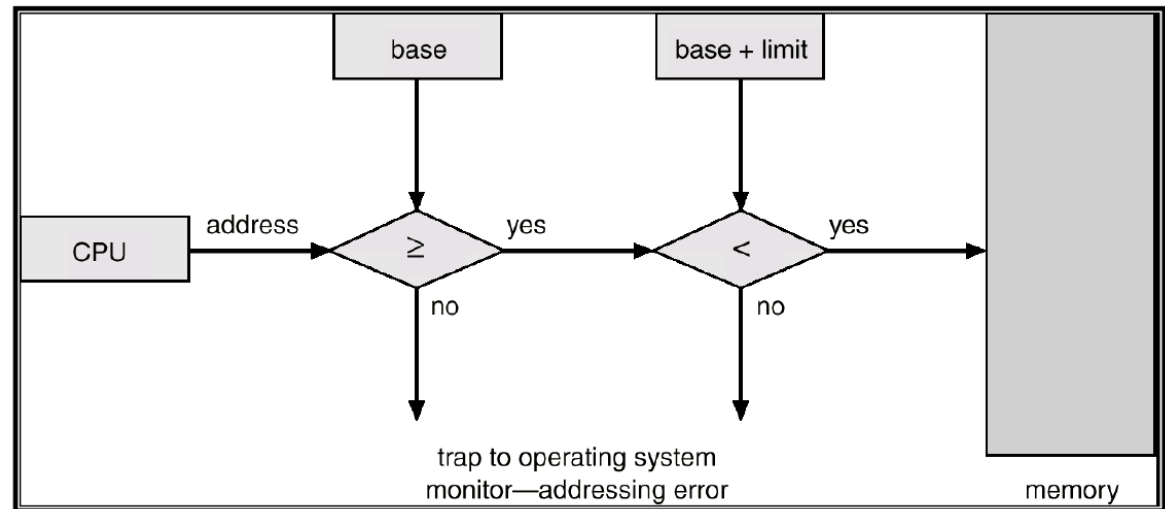 base
base + limit
CPU
address
≥
yes
<
yes
no
no
trap to operating system
monitor—addressing error
memory